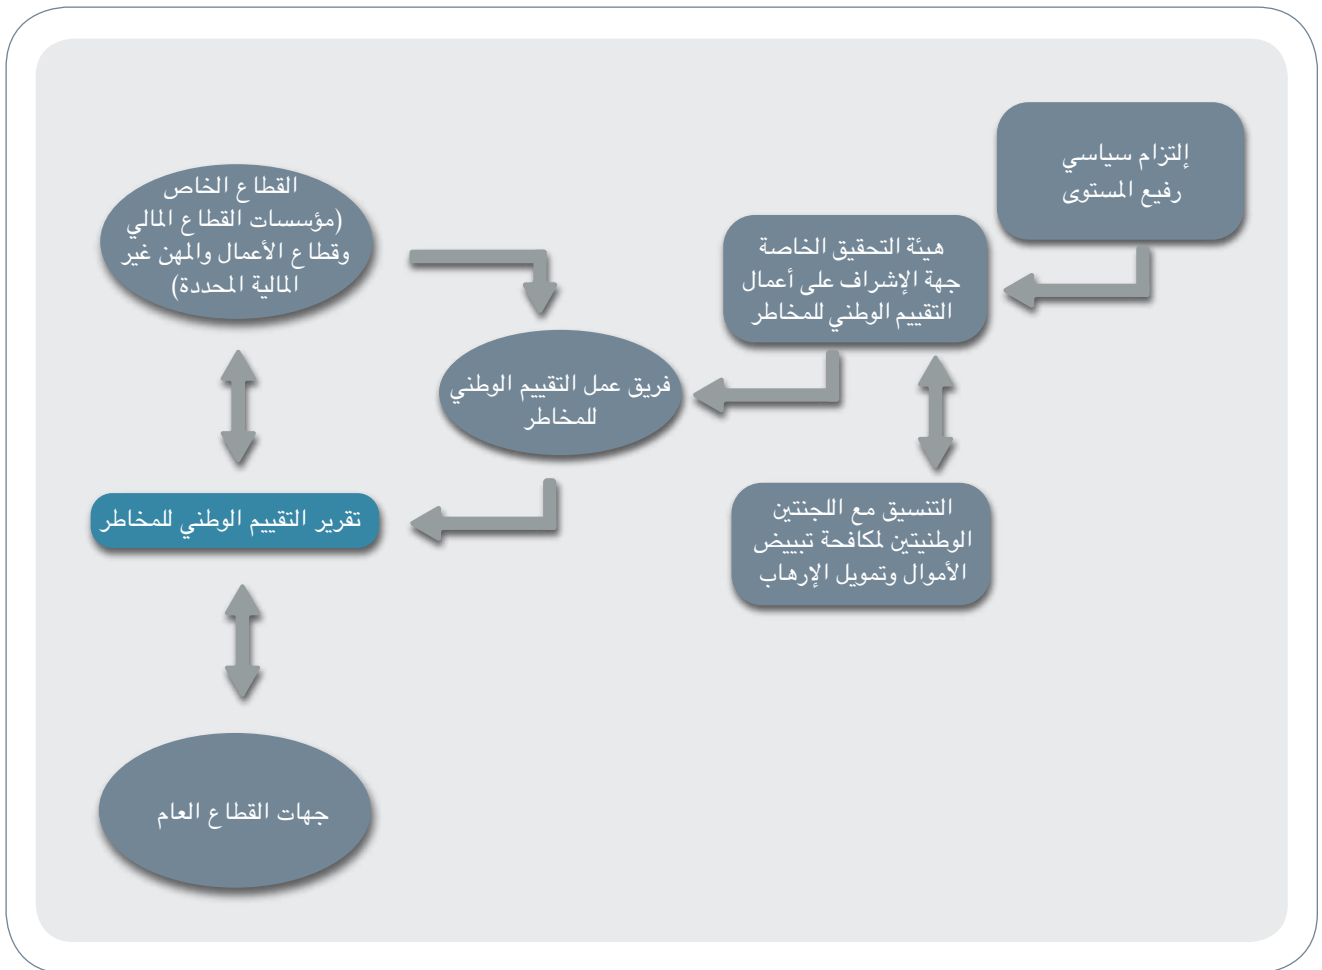 إلتزام سياسي
رفيع المستوى
هيئة التحقيق الخاصة
جهة الإشراف على أعمال
التقييم الوطني للمخاطر
القطاع الخاص
(مؤسسات القطاع المالي
وقطاع الأعمال والمهن غير
المالية المحددة)
فريق عمل التقييم الوطني
للمخاطر
التنسيق مع اللجنتين
الوطنيتين لمكافحة تبييض
الأموال وتمويل الإرهاب
تقرير التقييم الوطني للمخاطر
جهات القطاع العام